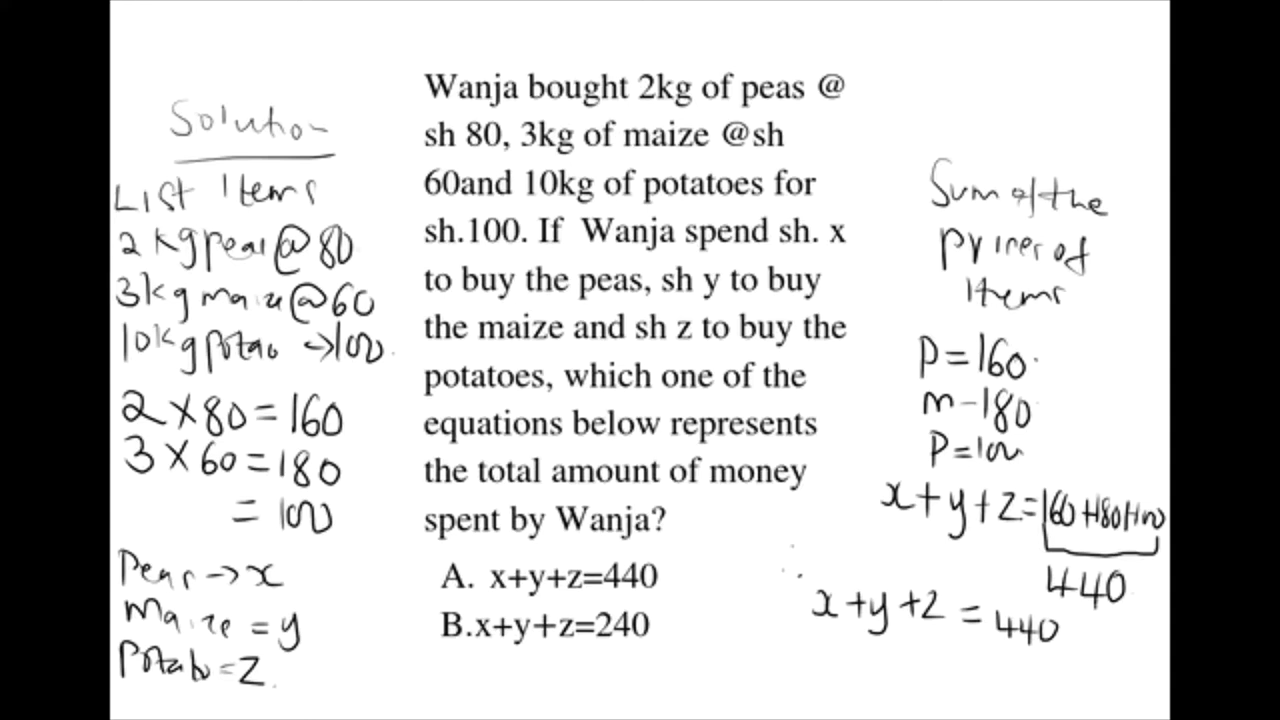 Solution
List Items
2 kg peas @ 80
3kg maize @ 60
10kg potato → 100
2 × 80 = 160
3 × 60 = 180
= 100
Peas → x
Maize = y
Potato = z
Wanja bought 2kg of peas @
sh 80, 3kg of maize @sh
60and 10kg of potatoes for
sh.100. If Wanja spend sh. x
to buy the peas, sh y to buy
the maize and sh z to buy the
potatoes, which one of the
equations below represents
the total amount of money
spent by Wanja?
A. x+y+z=440
B.x+y+z=240
Sum of the
prices of
Items
P = 160
m - 180
P = 100
x + y + z = 160 + 180 + 100
440
∴ x + y + z = 440